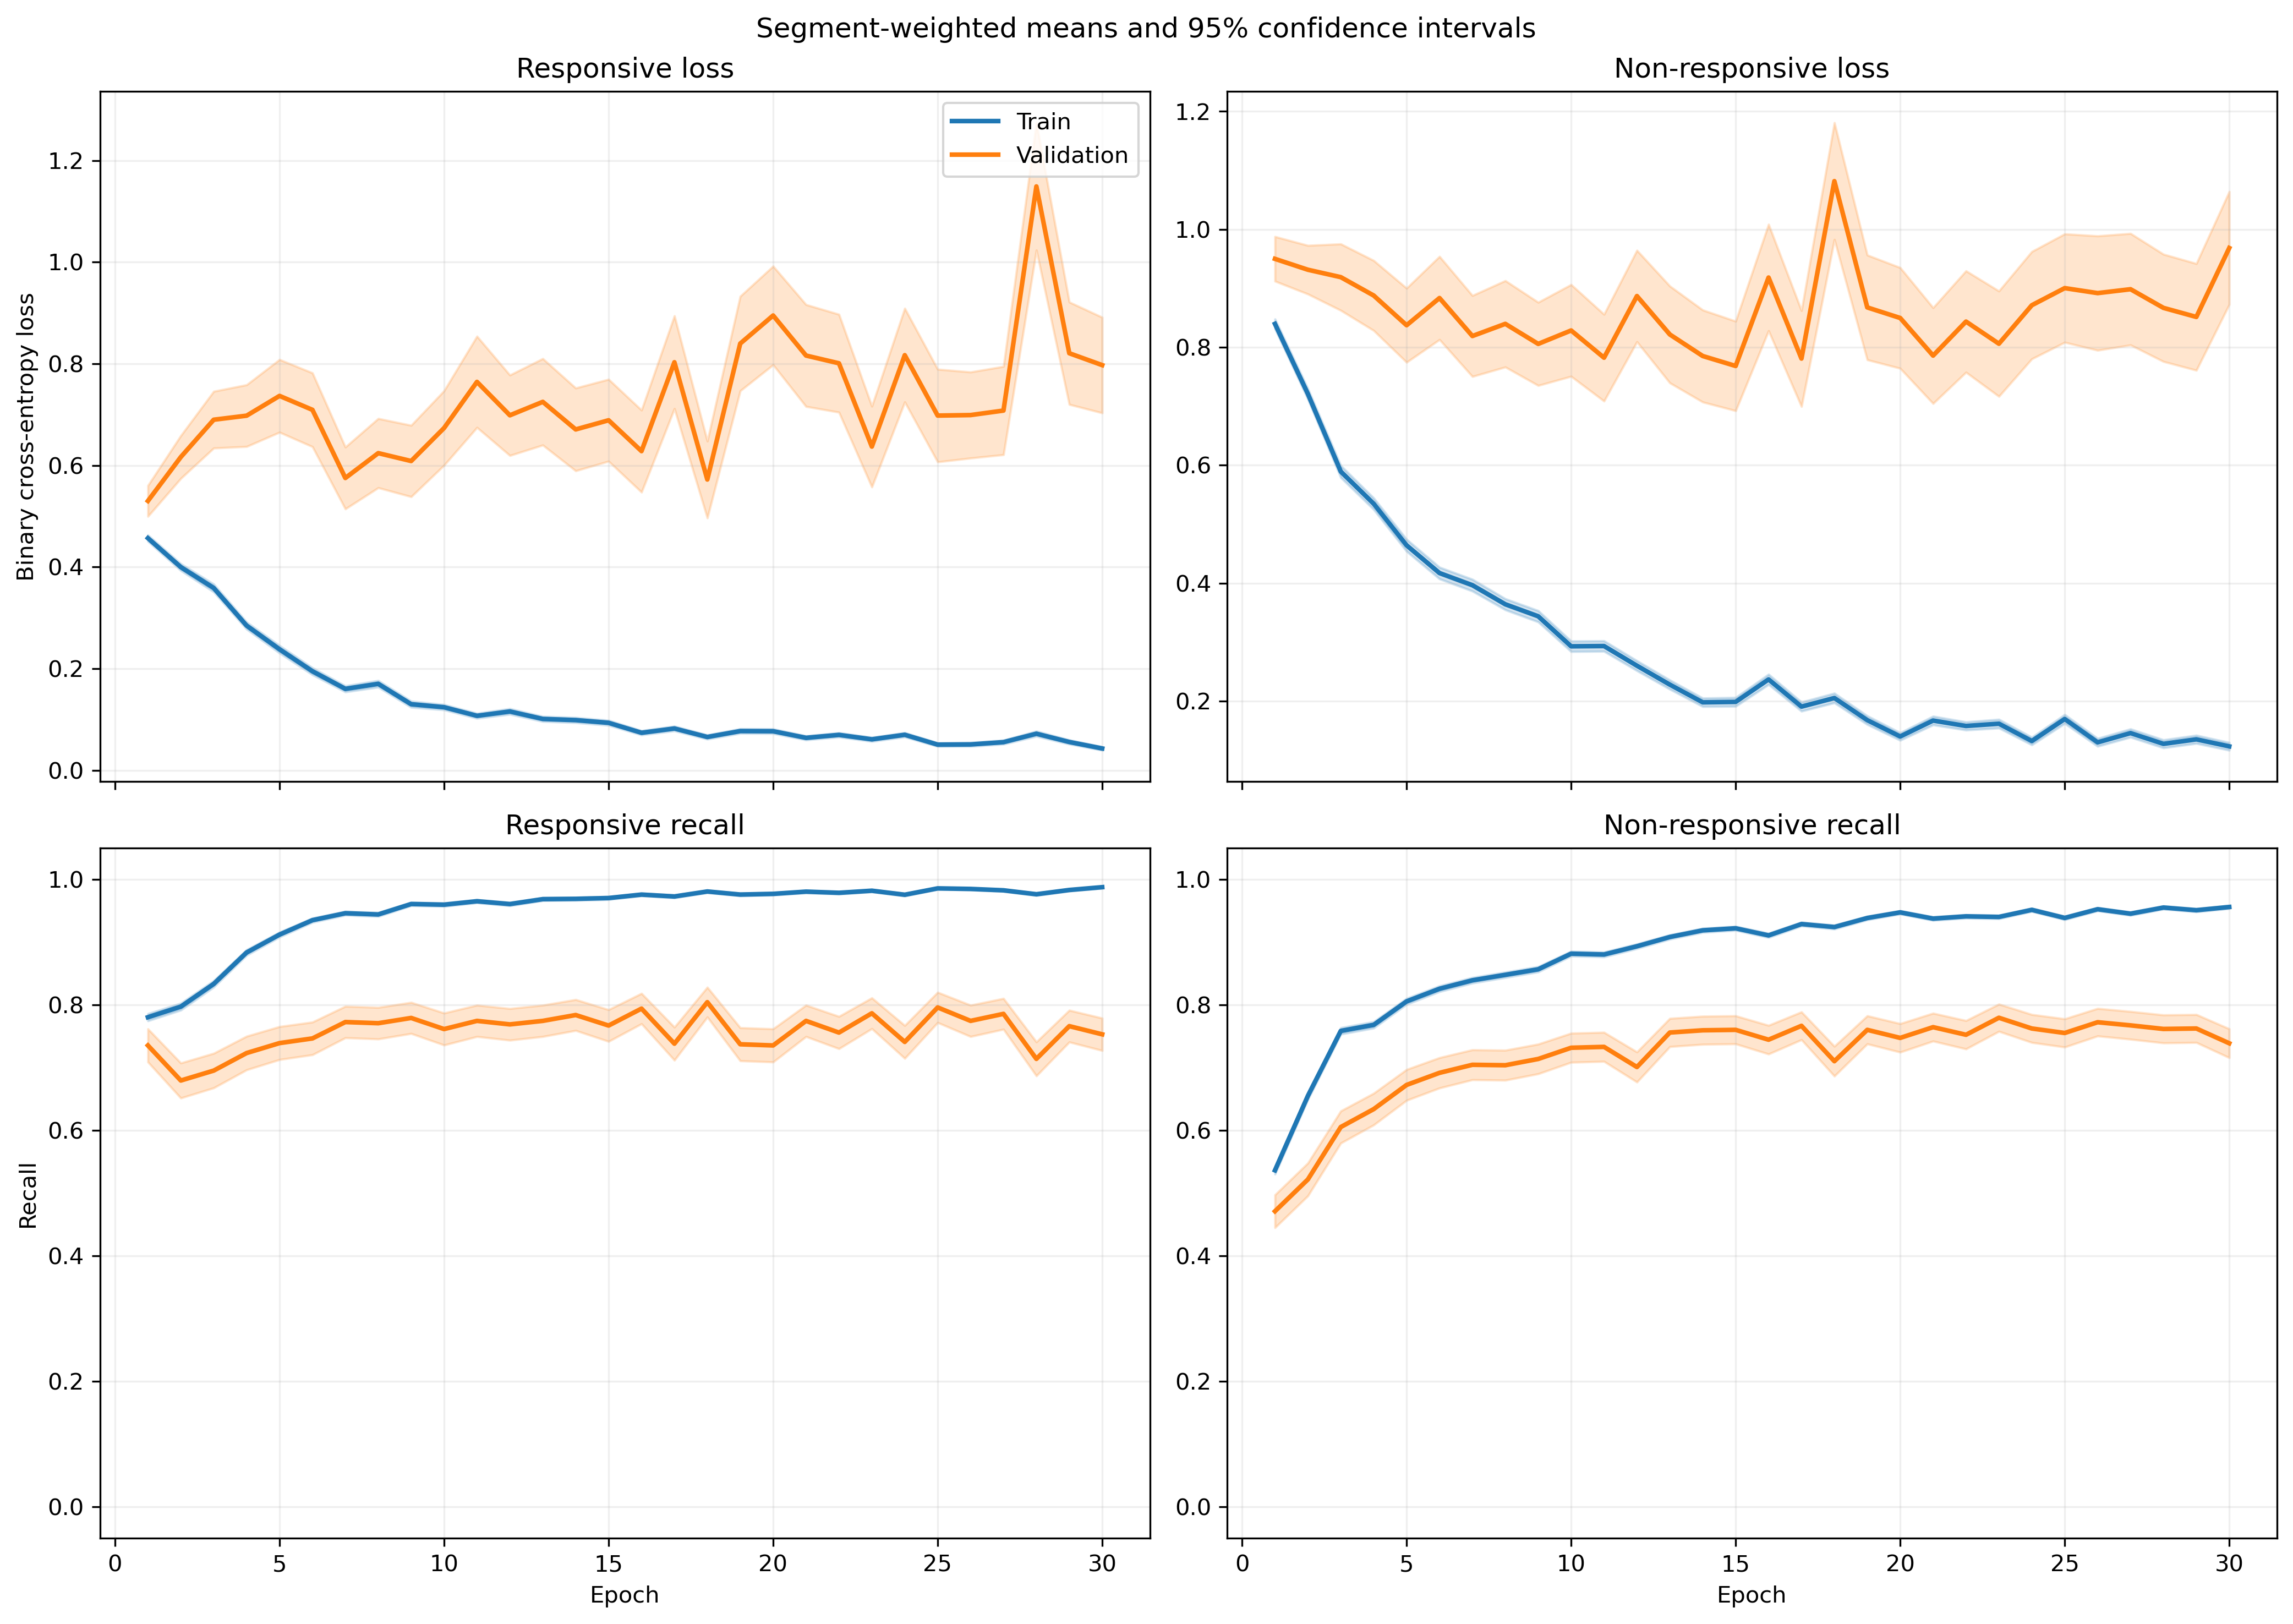 Segment-weighted means and 95% confidence intervals
Responsive loss
Non-responsive loss
Train
Validation
Binary cross-entropy loss
1.2
1.0
0.8
0.6
0.4
0.2
0.0
1.2
1.0
0.8
0.6
0.4
0.2
Responsive recall
Non-responsive recall
Recall
1.0
0.8
0.6
0.4
0.2
0.0
0 5 10 15 20 25 30
Epoch
1.0
0.8
0.6
0.4
0.2
0.0
0 5 10 15 20 25 30
Epoch